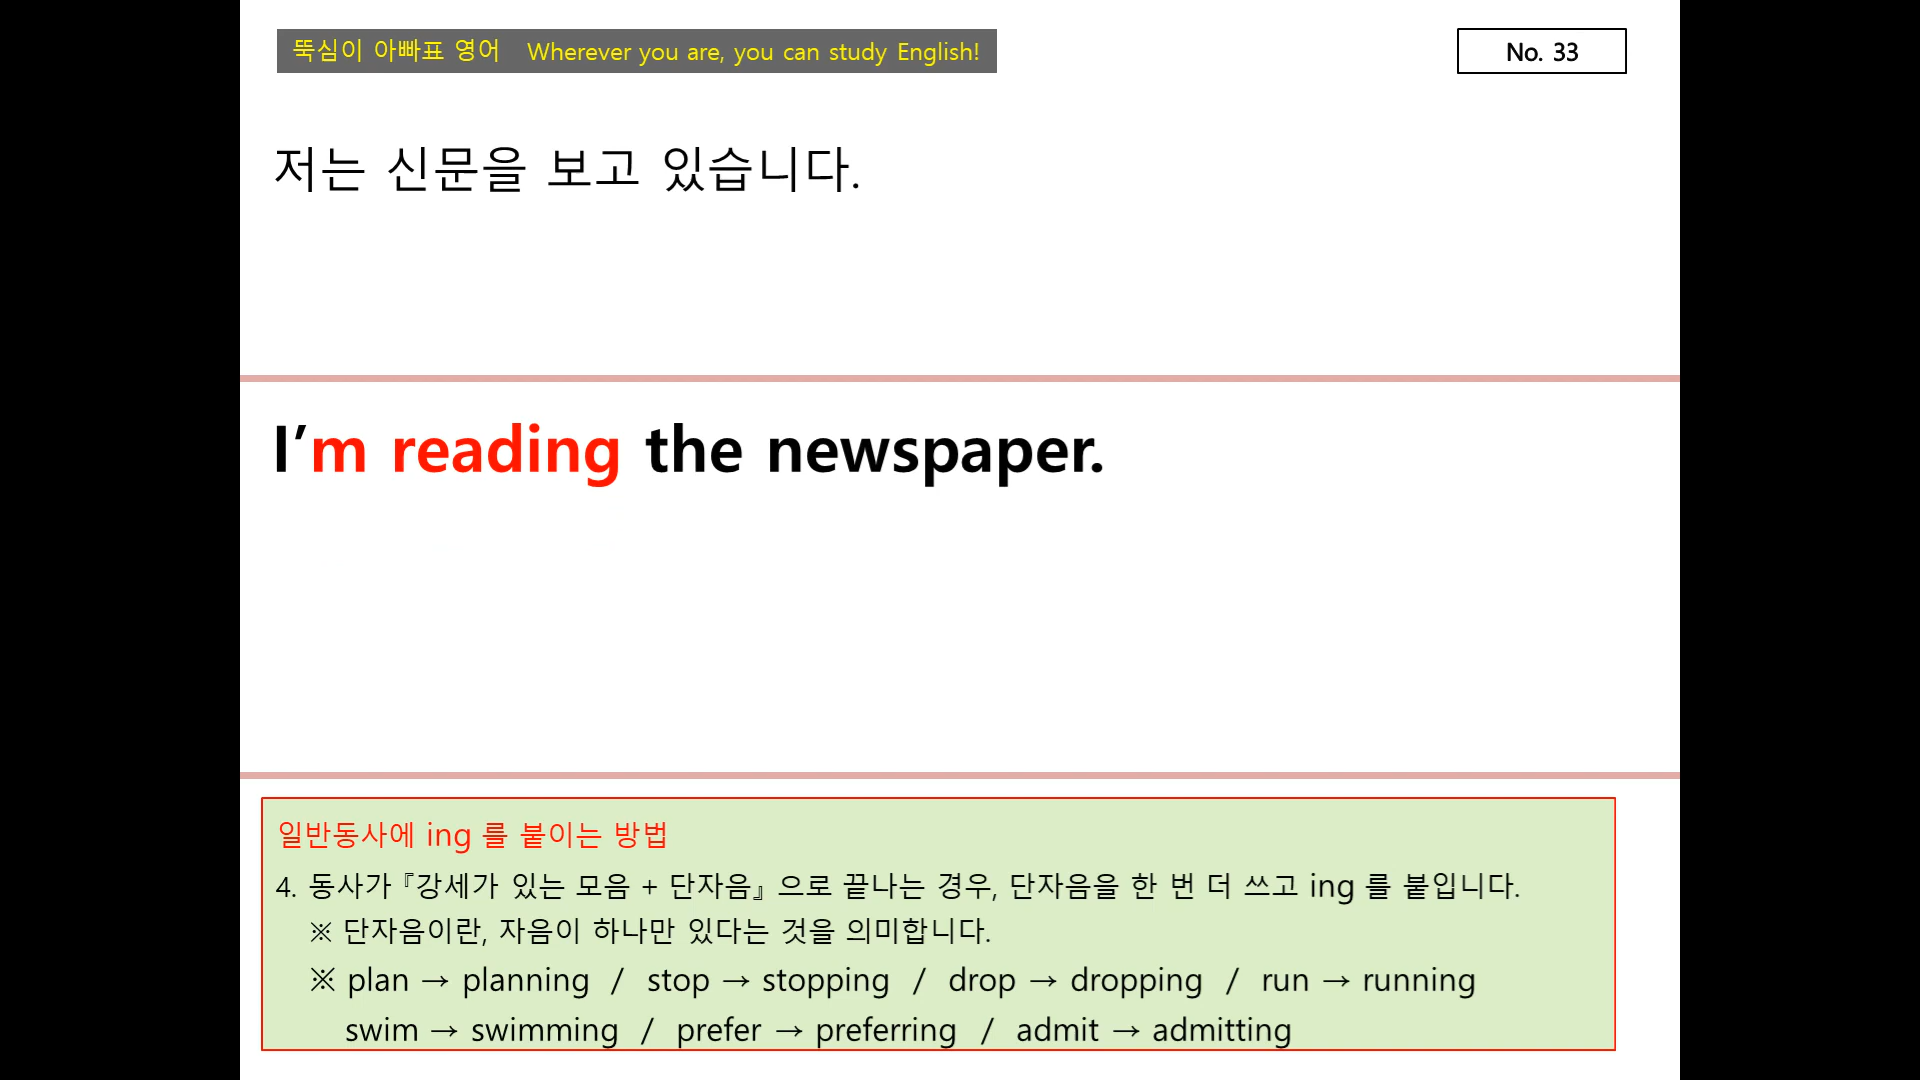 뚝심이 아빠표 영어 Wherever you are, you can study English!
No. 33
저는 신문을 보고 있습니다.
I’m reading the newspaper.
일반동사에 ing 를 붙이는 방법
4. 동사가 『강세가 있는 모음 + 단자음』 으로 끝나는 경우, 단자음을 한 번 더 쓰고 ing 를 붙입니다.
※ 단자음이란, 자음이 하나만 있다는 것을 의미합니다.
※ plan → planning / stop → stopping / drop → dropping / run → running
swim → swimming / prefer → preferring / admit → admitting